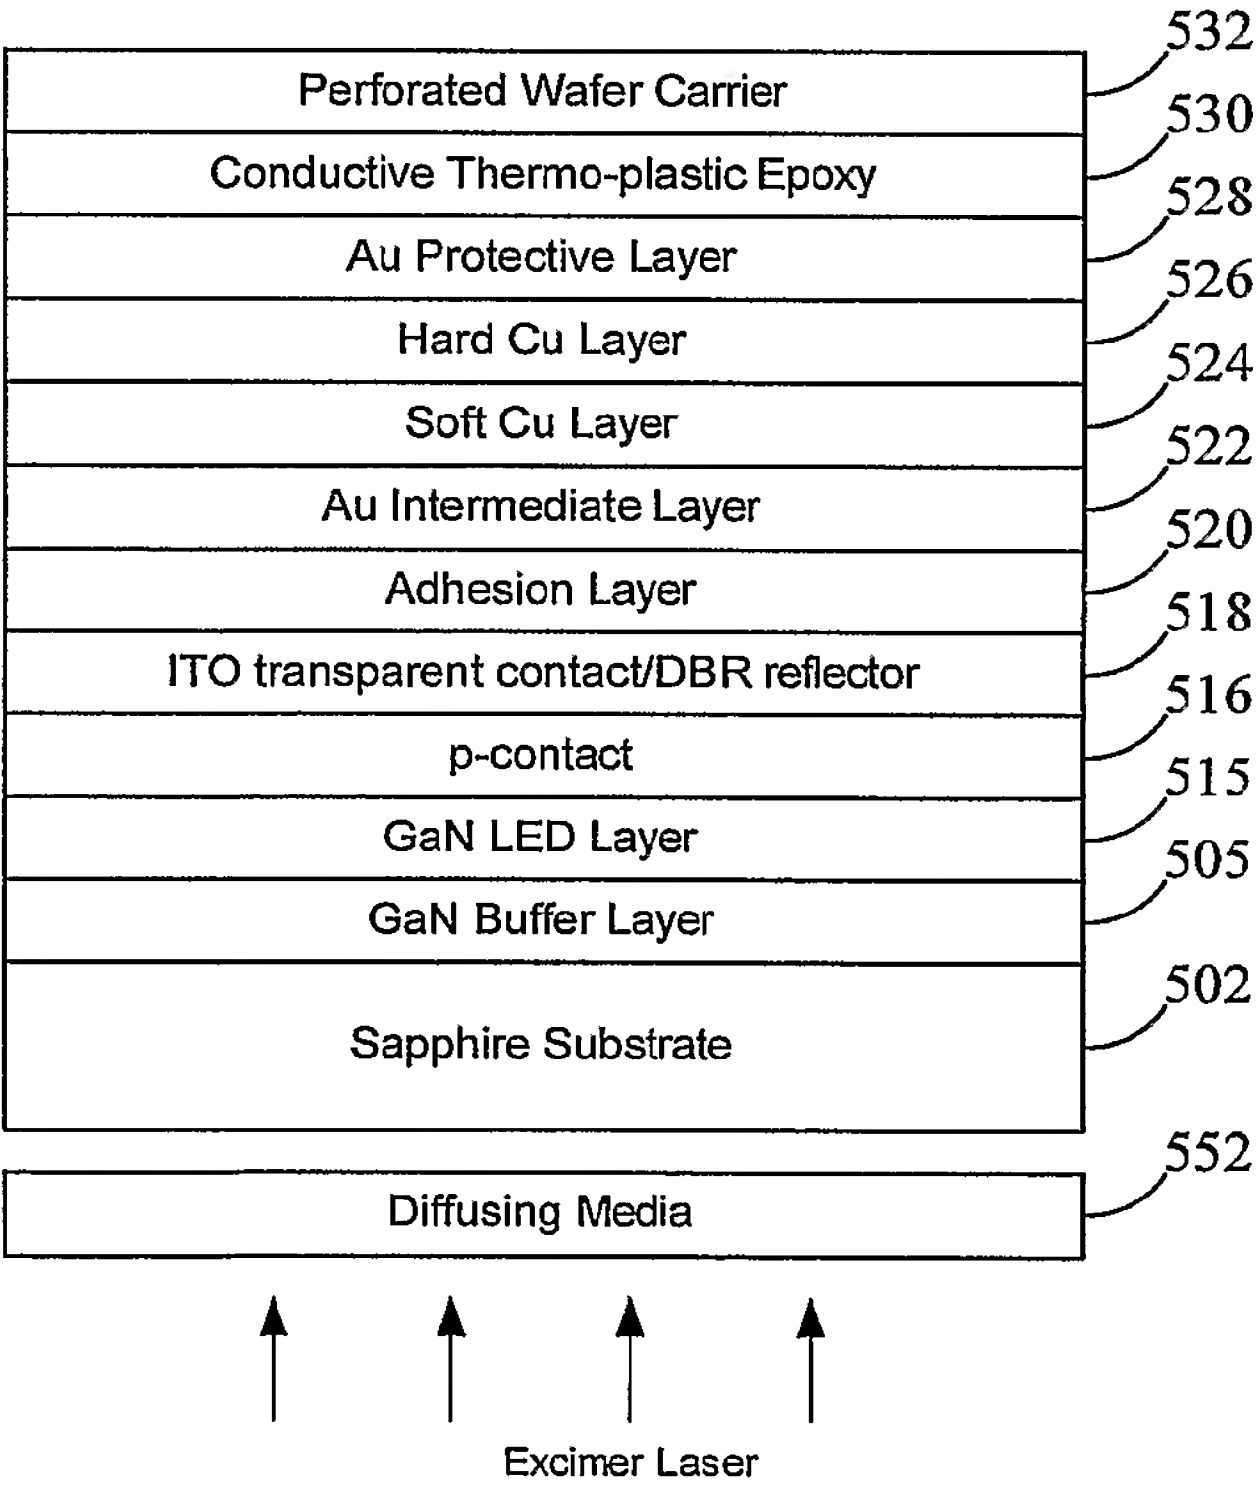 532
Perforated Wafer Carrier
530
Conductive Thermo-plastic Epoxy
528
Au Protective Layer
526
Hard Cu Layer
524
Soft Cu Layer
522
Au Intermediate Layer
520
Adhesion Layer
518
ITO transparent contact/DBR reflector
516
p-contact
515
GaN LED Layer
505
GaN Buffer Layer
502
Sapphire Substrate
552
Diffusing Media
Excimer Laser